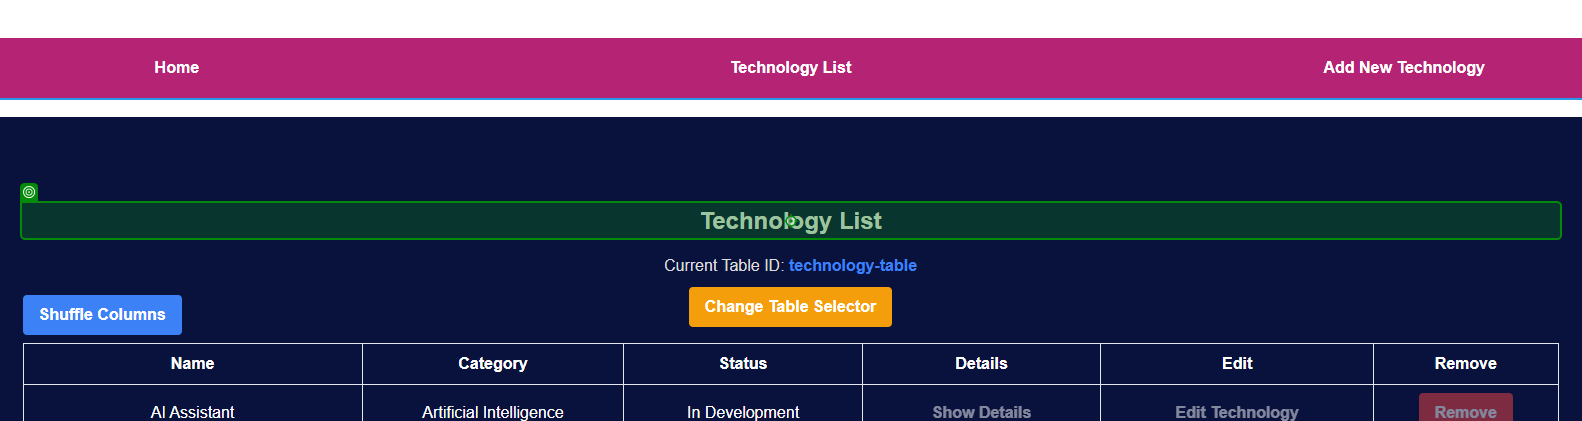 Home Technology List Add New Technology
Technology List
Current Table ID: technology-table
Shuffle Columns Change Table Selector
Name Category Status Details Edit Remove
AI Assistant Artificial Intelligence In Development Show Details Edit Technology Remove